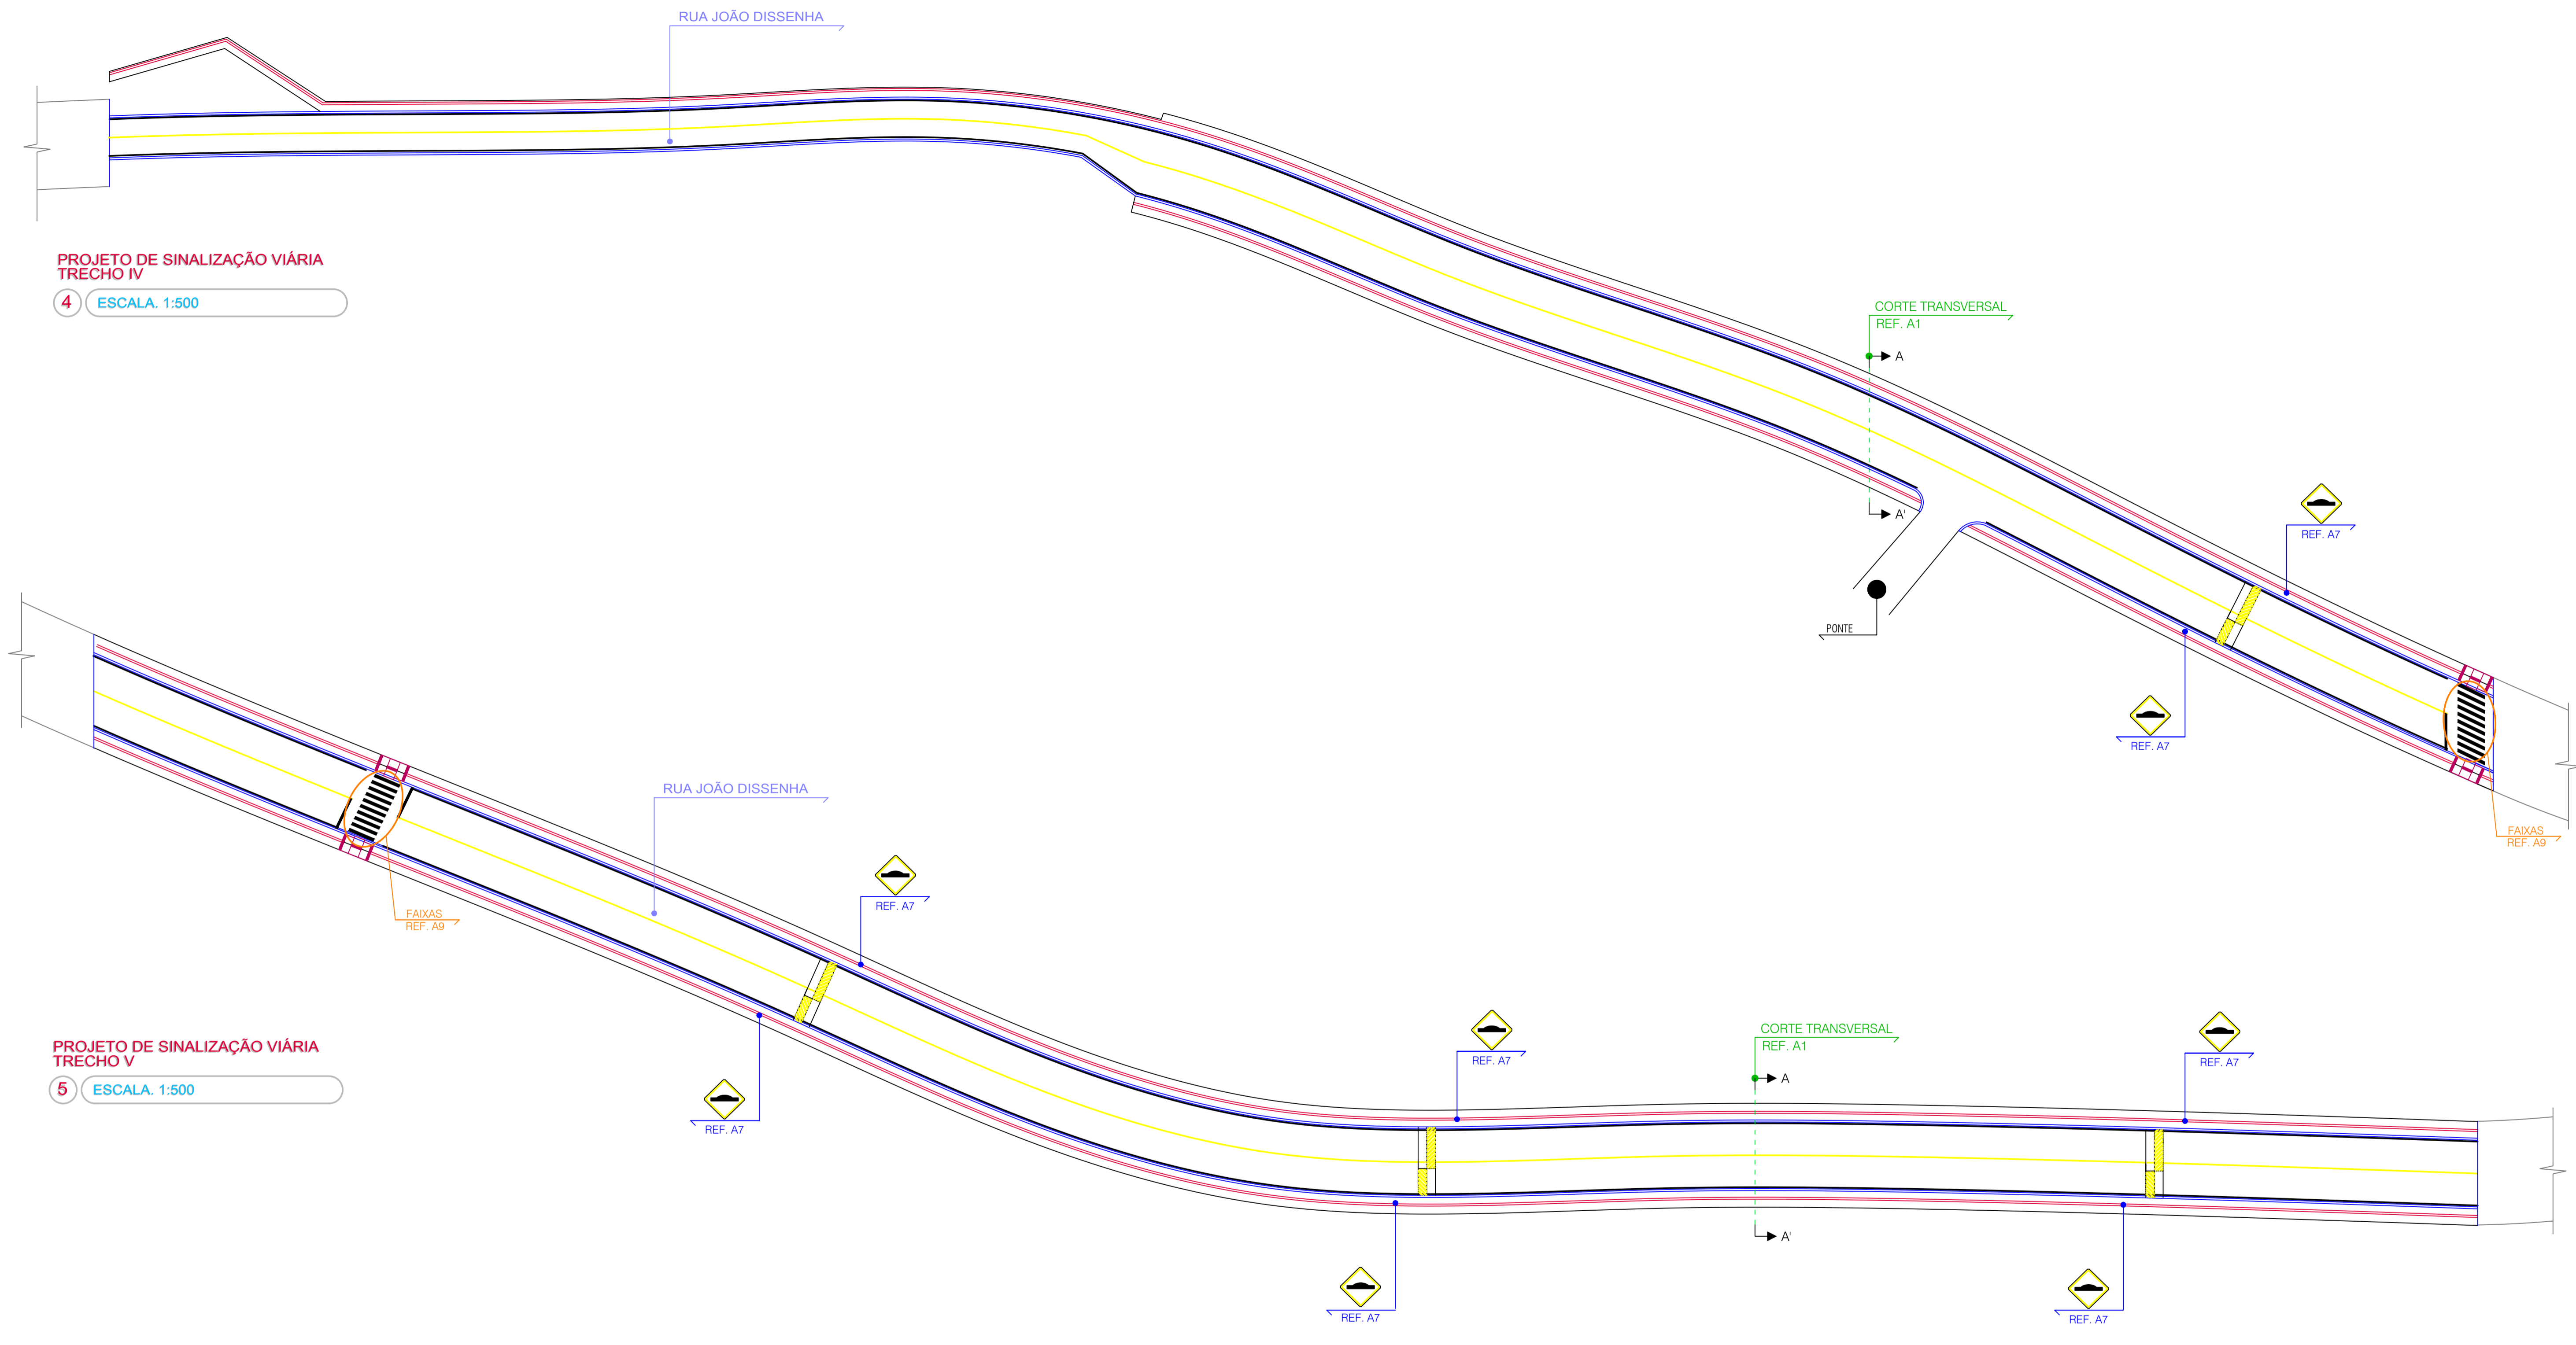 RUA JOÃO DISSENHA
PROJETO DE SINALIZAÇÃO VIÁRIA
TRECHO IV
4 ESCALA. 1:500
CORTE TRANSVERSAL
REF. A1
A
A'
PONTE
REF. A7
REF. A7
FAIXAS
REF. A9
RUA JOÃO DISSENHA
FAIXAS
REF. A9
REF. A7
REF. A7
PROJETO DE SINALIZAÇÃO VIÁRIA
TRECHO V
5 ESCALA. 1:500
REF. A7
REF. A7
CORTE TRANSVERSAL
REF. A1
A
A'
REF. A7
REF. A7